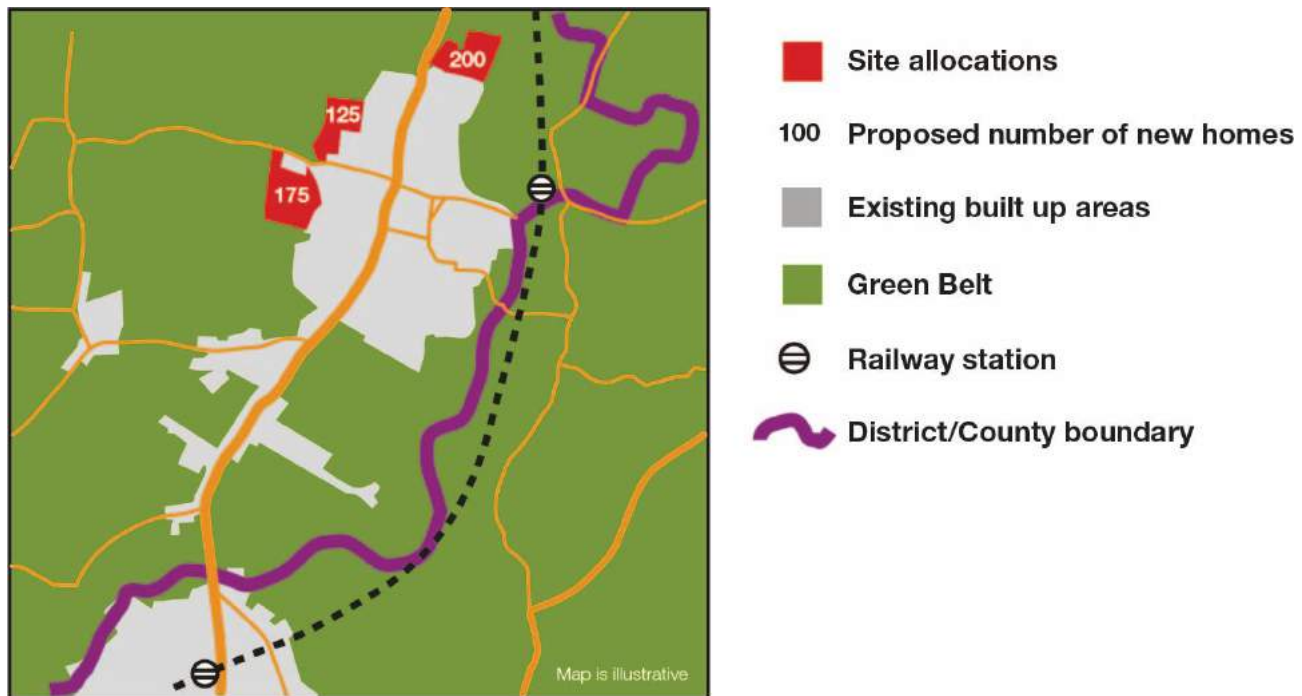 200
125
175
Map is illustrative
Site allocations
100 Proposed number of new homes
Existing built up areas
Green Belt
Railway station
District/County boundary